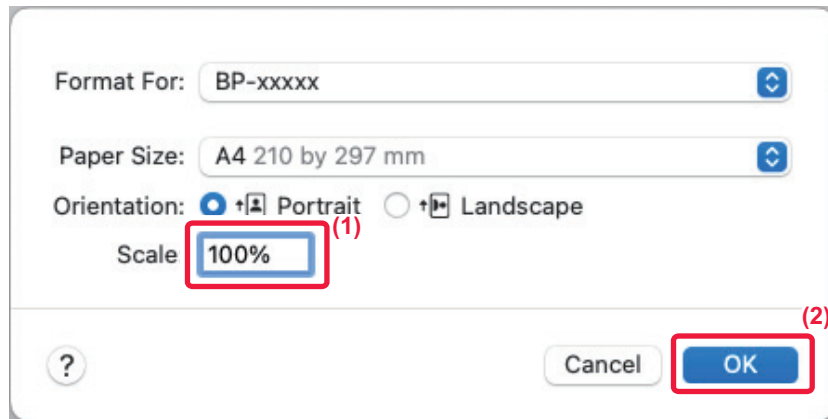 Format For: BP-xxxxx
Paper Size: A4 210 by 297 mm
Orientation: Portrait Landscape
(1)
Scale 100%
(2)
? Cancel OK